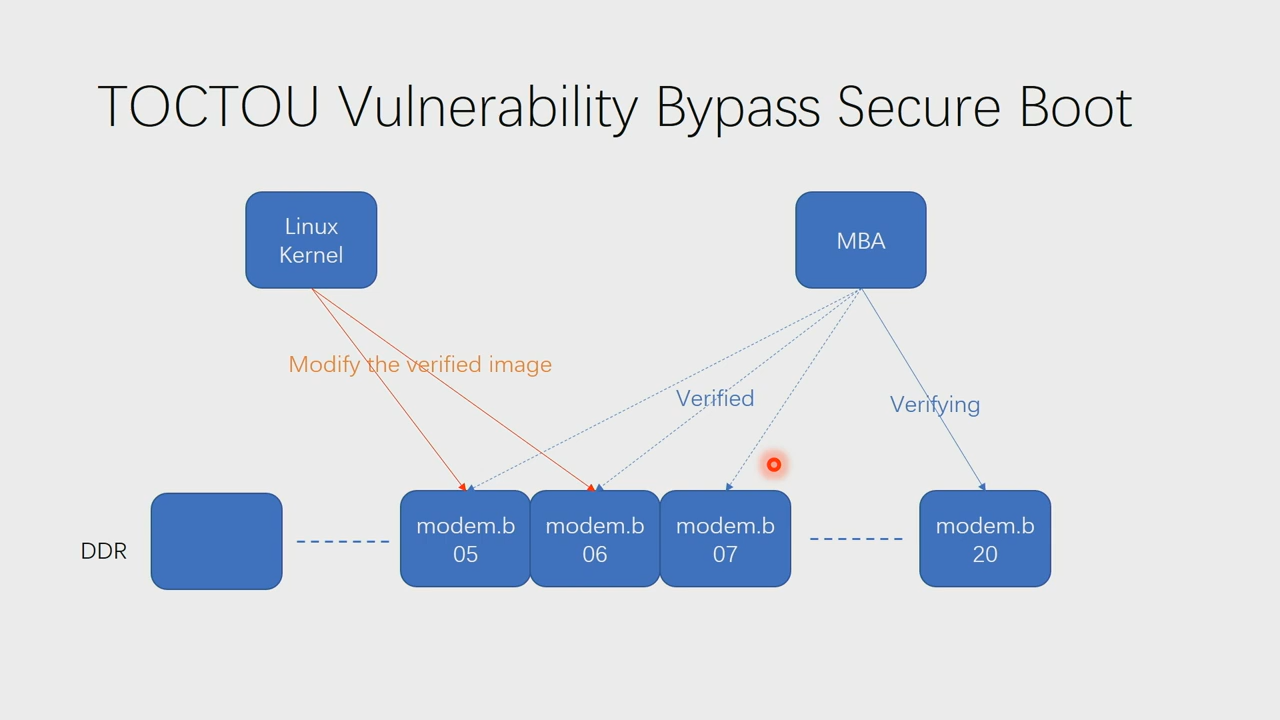 TOCTOU Vulnerability Bypass Secure Boot
Linux
Kernel
MBA
Modify the verified image
Verified
Verifying
DDR
modem.b
05
modem.b
06
modem.b
07
modem.b
20